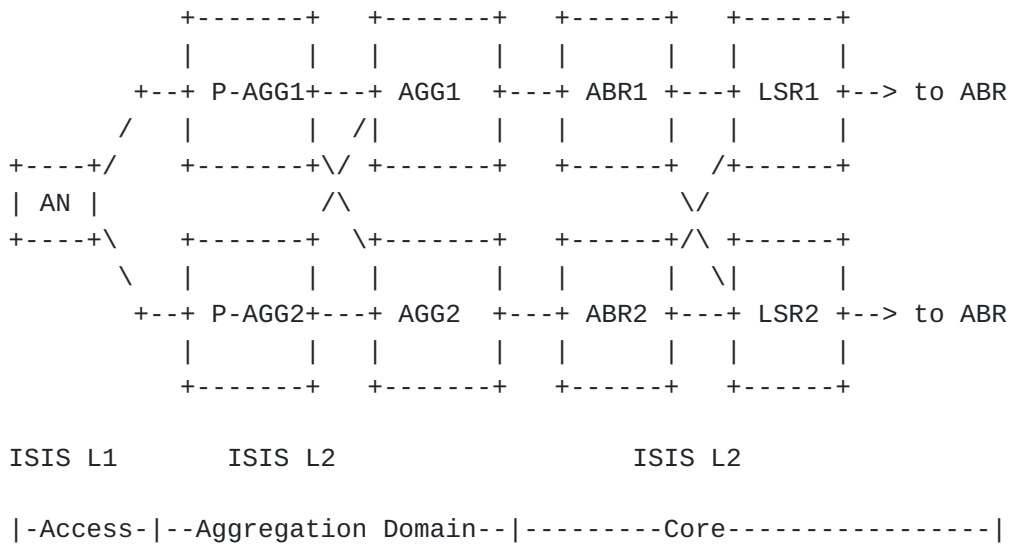 P-AGG1 AGG1 ABR1 LSR1 --> to ABR
AN
P-AGG2 AGG2 ABR2 LSR2 --> to ABR
ISIS L1 ISIS L2 ISIS L2
|-Access-|--Aggregation Domain--|---------Core-----------------|